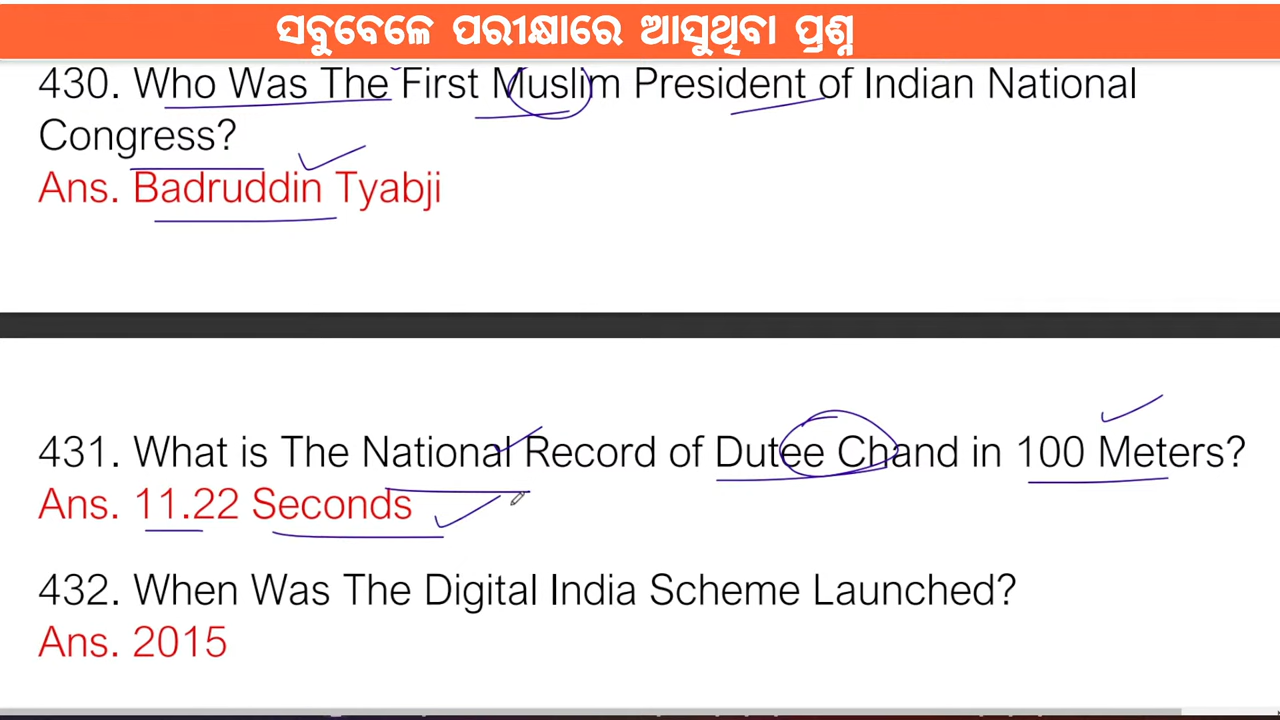 ସବୁବେଳେ ପରୀକ୍ଷାରେ ଆସୁଥିବା ପ୍ରଶ୍ନ
430. Who Was The First Muslim President of Indian National
Congress?
Ans. Badruddin Tyabji
431. What is The National Record of Dutee Chand in 100 Meters?
Ans. 11.22 Seconds
432. When Was The Digital India Scheme Launched?
Ans. 2015